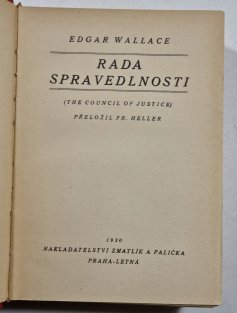 EDGAR WALLACE
RADA
SPRAVEDLNOSTI
(THE COUNCIL OF JUSTICE)
PŘELOŽIL FR. HELLER
1930
NAKLADATELSTVÍ ZMATLÍK A PALIČKA
PRAHA-LETNÁ